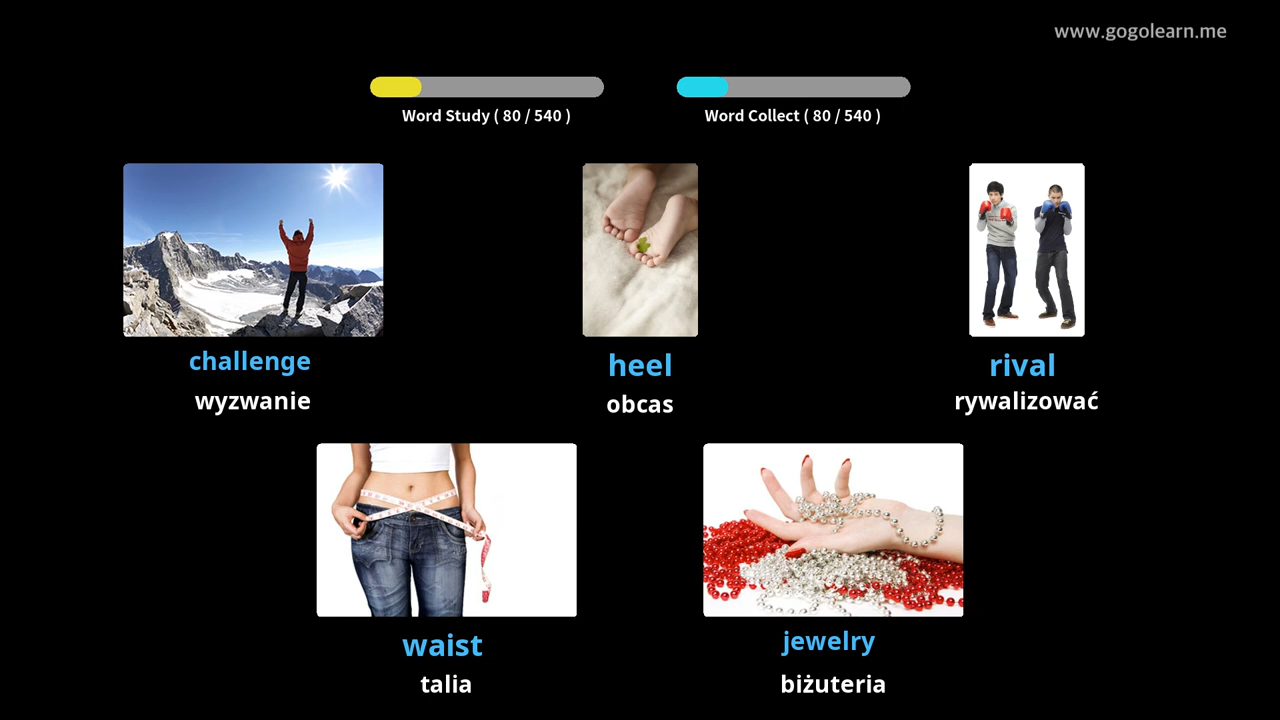 www.gogolearn.me
Word Study ( 80 / 540 )
Word Collect ( 80 / 540 )
challenge
wyzwanie
heel
obcas
rival
rywalizować
waist
talia
jewelry
biżuteria